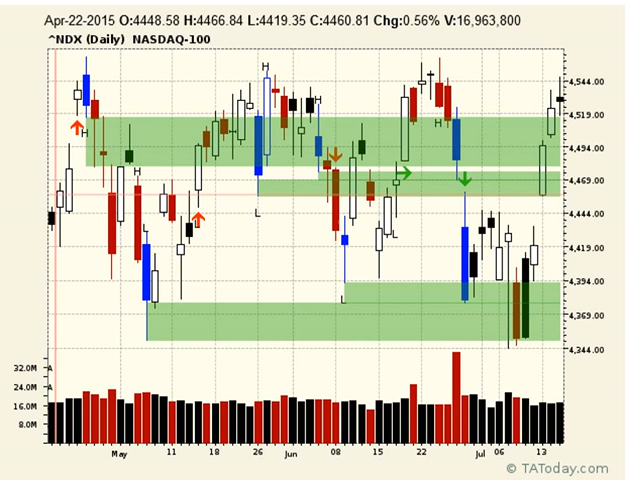 Apr-22-2015 O:4448.58 H:4466.84 L:4419.35 C:4460.81 Chg:0.56% V:16,963,800
^NDX (Daily) NASDAQ-100
H
4,544.00
H
4,519.00
H
4,494.00
H
4,469.00
L
4,444.00
L
L
4,419.00
4,394.00
L
4,369.00
4,344.00
32.0M
A
24.0M
A
16.0M
8.0M
May 11 18 26 Jun 08 15 22 Jul 06 13
© TAToday.com